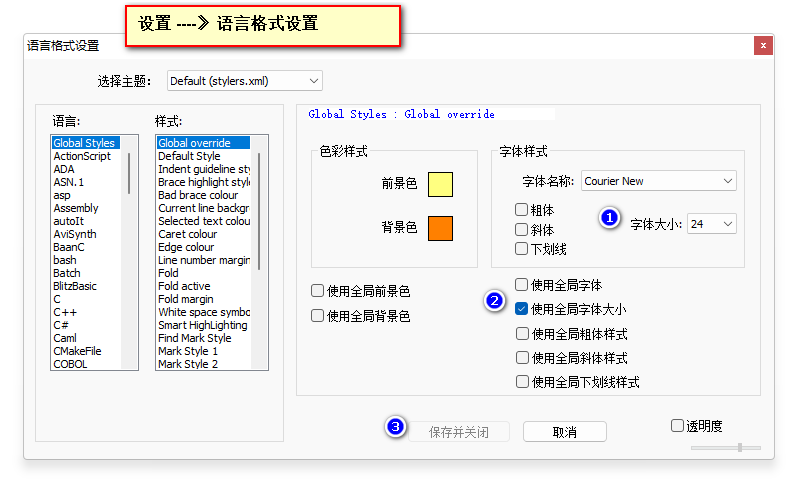 设置 ----》语言格式设置
语言格式设置
x
选择主题:
Default (stylers.xml)
语言:
Global Styles
ActionScript
ADA
ASN.1
asp
Assembly
autoIt
AviSynth
BaanC
bash
Batch
BlitzBasic
C
C++
C#
Caml
CMakeFile
COBOL
样式:
Global override
Default Style
Indent guideline sty
Brace highlight style
Bad brace colour
Current line backgr
Selected text colou
Caret colour
Edge colour
Line number margin
Fold
Fold active
Fold margin
White space symbo
Smart HighLighting
Find Mark Style
Mark Style 1
Mark Style 2
Global Styles : Global override
色彩样式
前景色
背景色
使用全局前景色
使用全局背景色
字体样式
字体名称:
Courier New
粗体
斜体
下划线
1
字体大小:
24
2
使用全局字体
使用全局字体大小
使用全局粗体样式
使用全局斜体样式
使用全局下划线样式
3
保存并关闭
取消
透明度